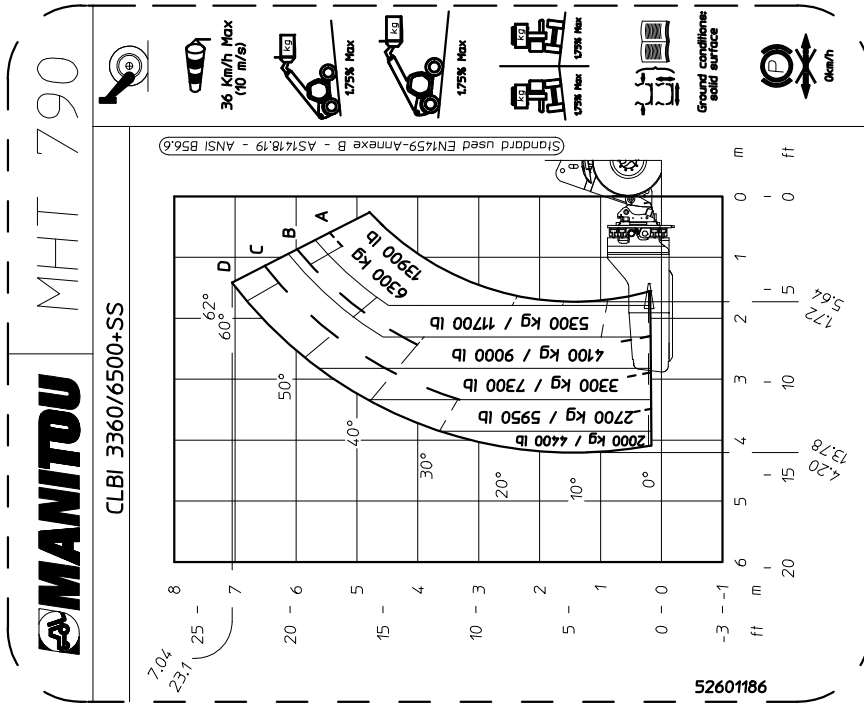 MANITOU
MHT 790
CLBI 3360/6500+SS
36 Km/h Max
(10 m/s)
kg
1.75% Max
kg
1.75% Max
kg
kg
1.75% Max
1.75% Max
Ground conditions:
solid surface
P
0km/h
Standard used EN1459-Annexe B - AS1418.19 - ANSI B56.6
7.04
23.1
D
C
B
A
62°
60°
50°
40°
30°
20°
10°
0°
6300 kg
13900 lb
5300 kg / 11700 lb
4100 kg / 9000 lb
3300 kg / 7300 lb
2700 kg / 5950 lb
2000 kg / 4400 lb
8
25 - 7
20 - 6
15 - 5
4
10 - 3
2
5 - 1
0 - 0
-3 - -1
ft m
6 5 4 3 2 1 0 m
20 - 15 - 10 - 5 - 0 ft
4.20
13.78
1.72
5.64
52601186